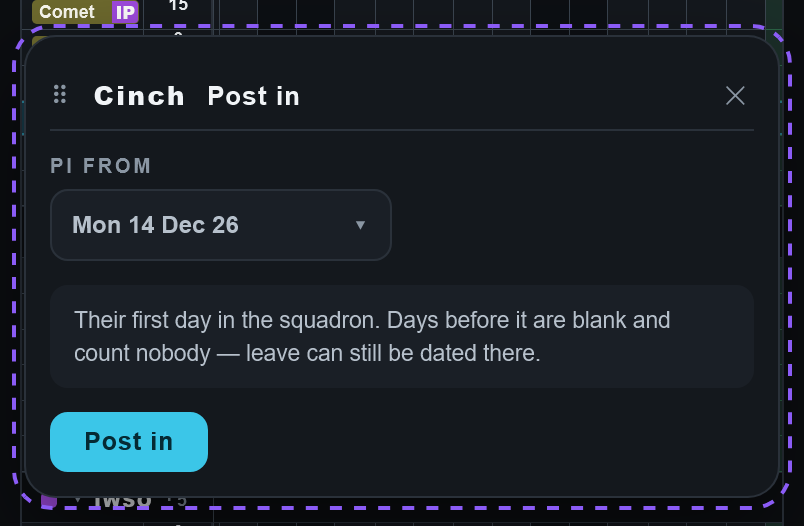 Comet IP 15
Cinch Post in
PI FROM
Mon 14 Dec 26
Their first day in the squadron. Days before it are blank and
count nobody — leave can still be dated there.
Post in